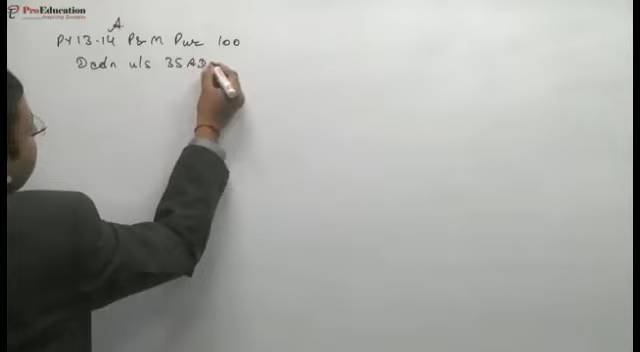 ProEducation
Inspiring Success
A
PY 13-14 P&M Pur 100
Dedn u/s 35AD